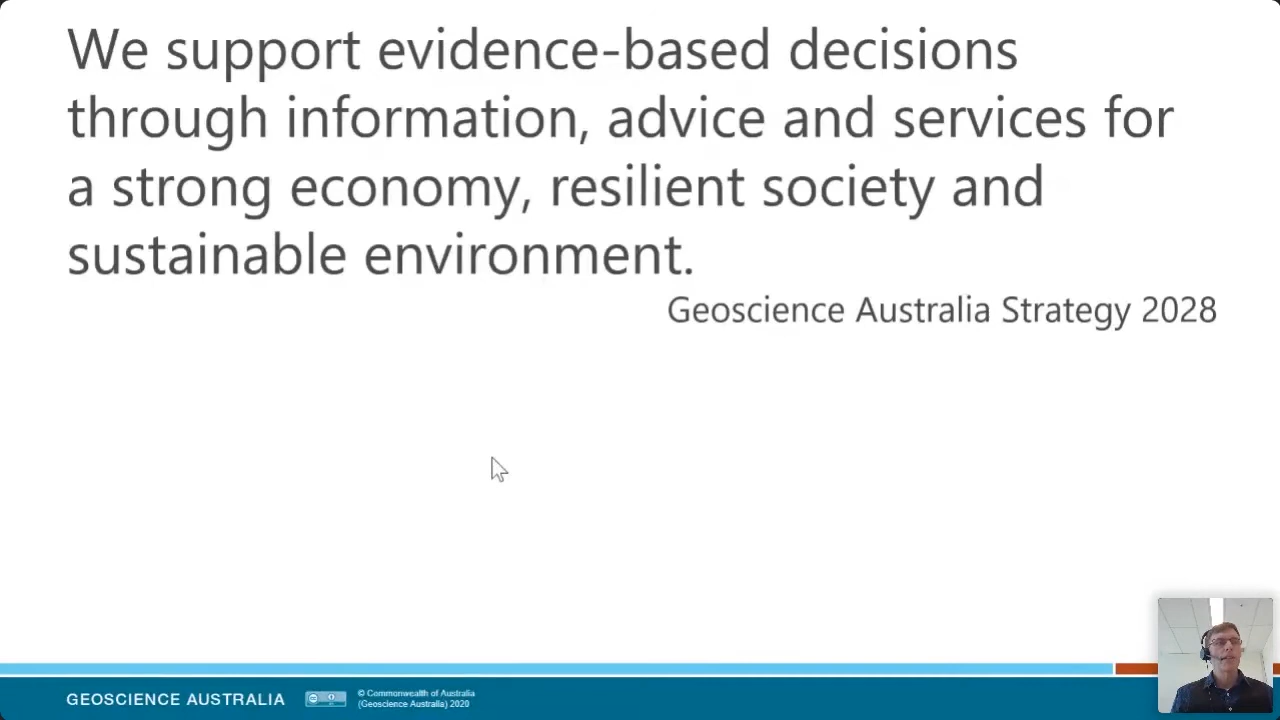 We support evidence-based decisions
through information, advice and services for
a strong economy, resilient society and
sustainable environment.
Geoscience Australia Strategy 2028
GEOSCIENCE AUSTRALIA
© Commonwealth of Australia
(Geoscience Australia) 2020